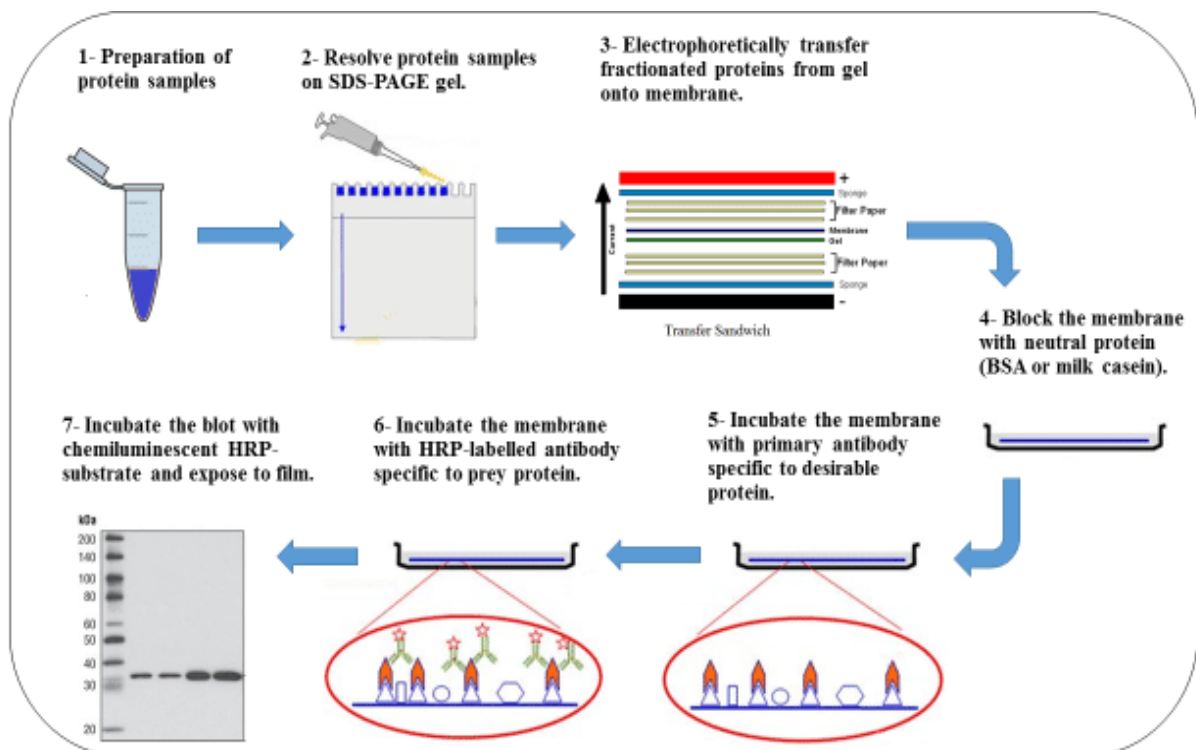 1- Preparation of
protein samples
2- Resolve protein samples
on SDS-PAGE gel.
3- Electrophoretically transfer
fractionated proteins from gel
onto membrane.
+
Sponge
Filter Paper
Membrane
Gel
Filter Paper
Sponge
-
Current
Transfer Sandwich
4- Block the membrane
with neutral protein
(BSA or milk casein).
5- Incubate the membrane
with primary antibody
specific to desirable
protein.
6- Incubate the membrane
with HRP-labelled antibody
specific to prey protein.
7- Incubate the blot with
chemiluminescent HRP-
substrate and expose to film.
kDa
200
140
100
80
60
50
40
30
20